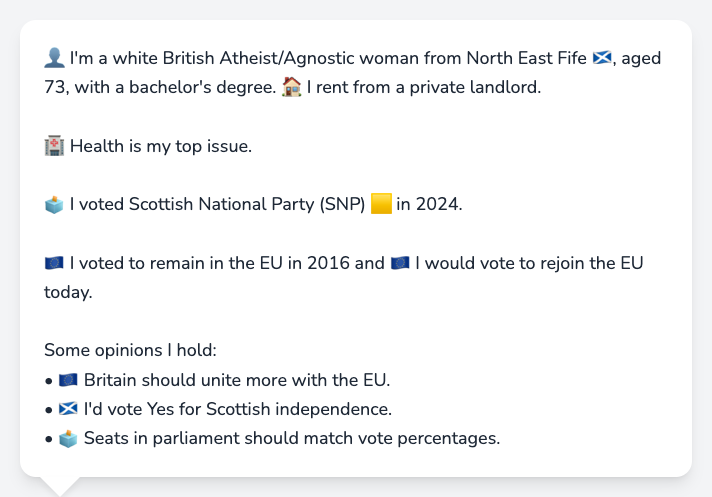 👤 I'm a white British Atheist/Agnostic woman from North East Fife 🏴󠁧󠁢󠁳󠁣󠁴󠁿, aged
73, with a bachelor's degree. 🏠 I rent from a private landlord.
🏥 Health is my top issue.
🗳️ I voted Scottish National Party (SNP) 🟨 in 2024.
🇪🇺 I voted to remain in the EU in 2016 and 🇪🇺 I would vote to rejoin the EU
today.
Some opinions I hold:
• 🇪🇺 Britain should unite more with the EU.
• 🏴󠁧󠁢󠁳󠁣󠁴󠁿 I'd vote Yes for Scottish independence.
• 🗳️ Seats in parliament should match vote percentages.